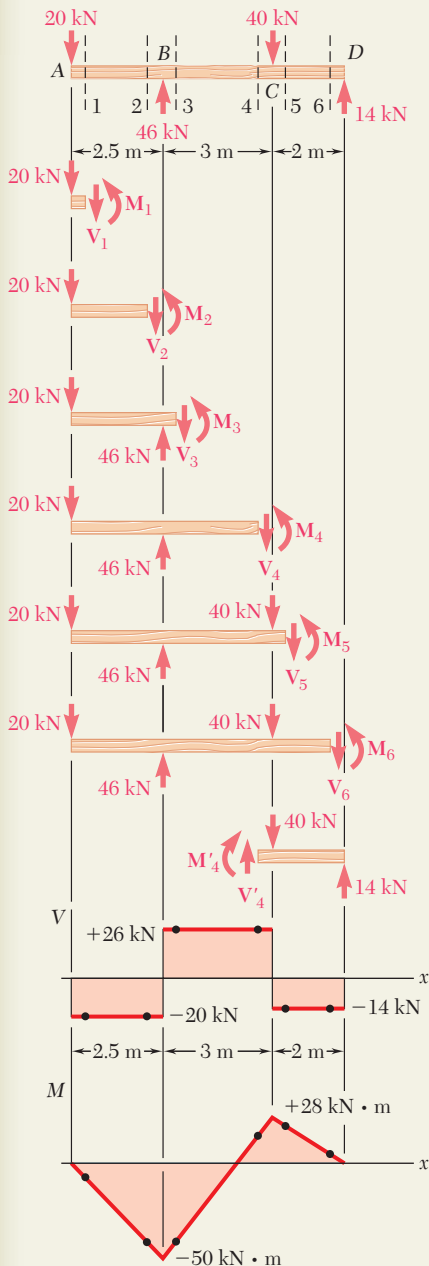 20 kN 40 kN
A B D
1 2 3 4 C 5 6
46 kN 14 kN
2.5 m 3 m 2 m
20 kN
M1
V1
20 kN
M2
V2
20 kN
M3
46 kN V3
20 kN
M4
46 kN V4
20 kN 40 kN
M5
46 kN V5
20 kN 40 kN
M6
46 kN V6
40 kN
M′4
V′4 14 kN
V
+26 kN
x
−20 kN −14 kN
2.5 m 3 m 2 m
M
+28 kN • m
x
−50 kN • m